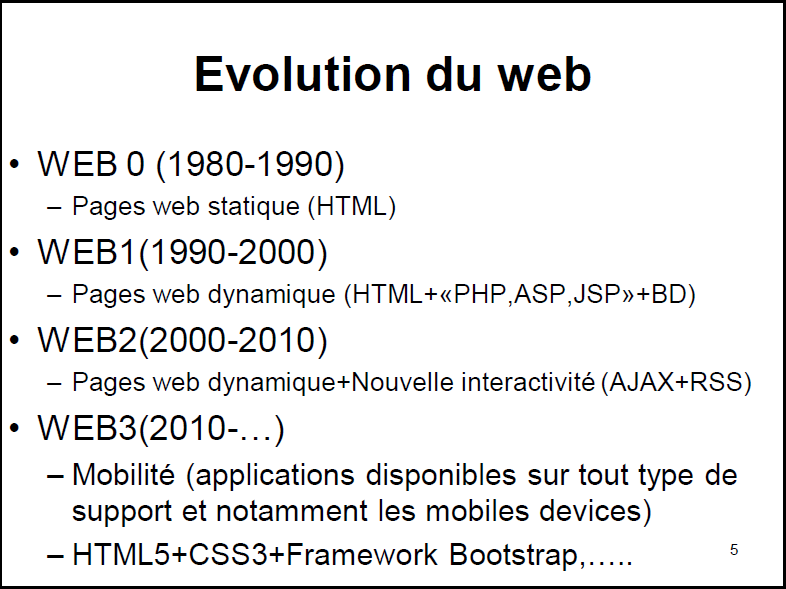 Evolution du web
• WEB 0 (1980-1990)
– Pages web statique (HTML)
• WEB1(1990-2000)
– Pages web dynamique (HTML+«PHP,ASP,JSP»+BD)
• WEB2(2000-2010)
– Pages web dynamique+Nouvelle interactivité (AJAX+RSS)
• WEB3(2010-…)
– Mobilité (applications disponibles sur tout type de
support et notamment les mobiles devices)
– HTML5+CSS3+Framework Bootstrap,…..
5